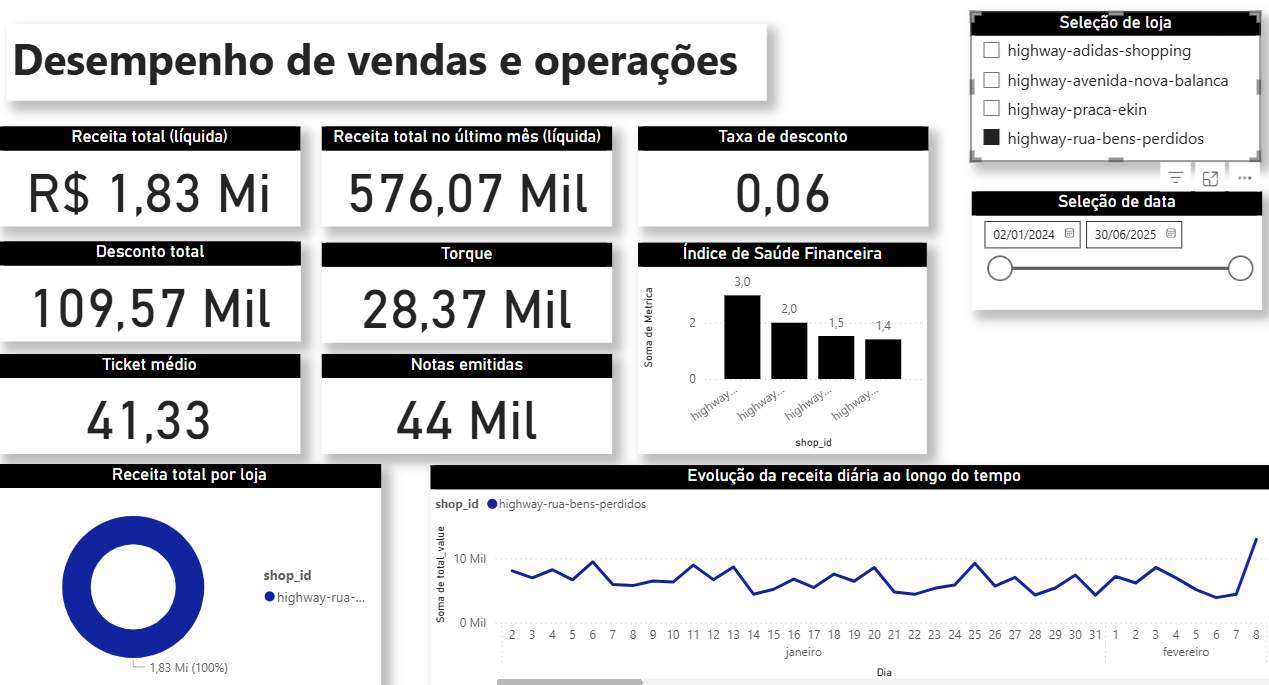 Desempenho de vendas e operações
Seleção de loja
highway-adidas-shopping
highway-avenida-nova-balanca
highway-praca-ekin
highway-rua-bens-perdidos
Seleção de data
02/01/2024 30/06/2025
Receita total (líquida)
R$ 1,83 Mi
Receita total no último mês (líquida)
576,07 Mil
Taxa de desconto
0,06
Desconto total
109,57 Mil
Torque
28,37 Mil
Índice de Saúde Financeira
Soma de Metrica
3,0
2,0
1,5
1,4
2
0
highway... highway... highway... highway...
shop_id
Ticket médio
41,33
Notas emitidas
44 Mil
Receita total por loja
shop_id
highway-rua-...
1,83 Mi (100%)
Evolução da receita diária ao longo do tempo
shop_id highway-rua-bens-perdidos
Soma de total_value
10 Mil
0 Mil
2 3 4 5 6 7 8 9 10 11 12 13 14 15 16 17 18 19 20 21 22 23 24 25 26 27 28 29 30 31 1 2 3 4 5 6 7 8
janeiro fevereiro
Dia